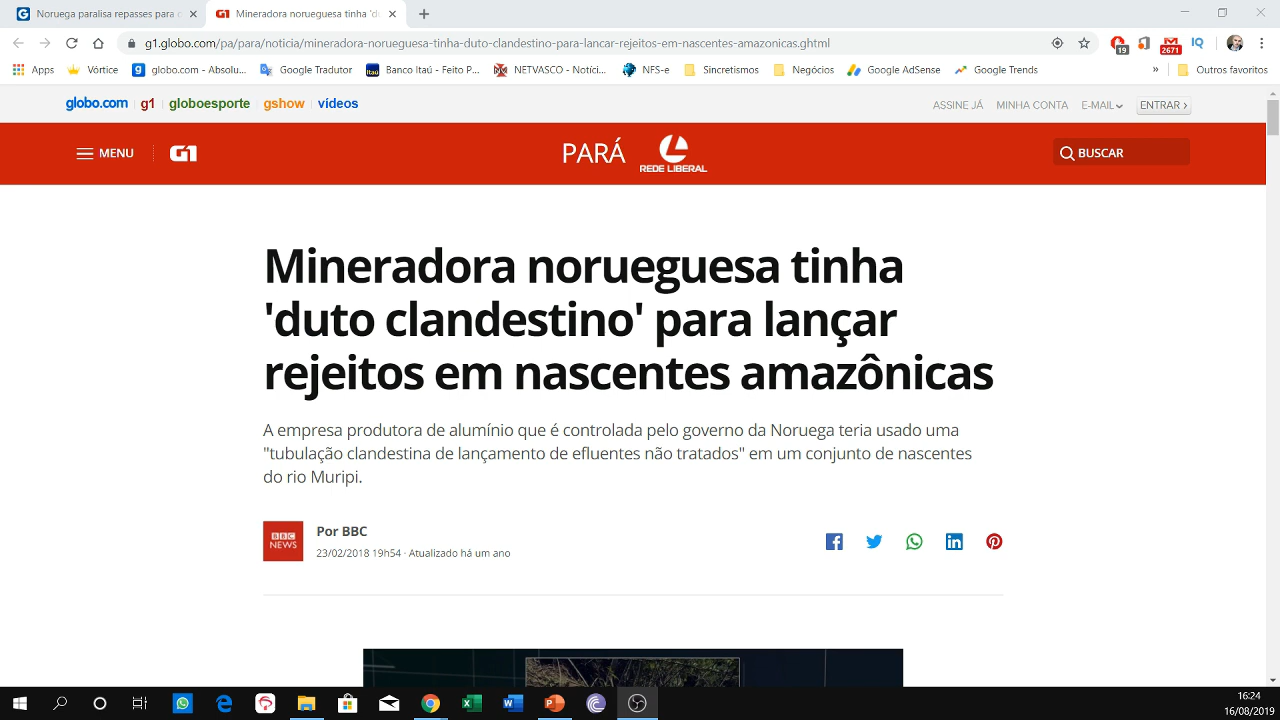 Noruega paralisa repasses para
Mineradora norueguesa tinha 'du
g1.globo.com/pa/para/noticia/mineradora-norueguesa-tinha-duto-clandestino-para-lancar-rejeitos-em-nascentes-amazonicas.ghtml
19
2671
IQ
Apps
Vórtice
globo.com - Absolu...
Google Tradutor
Banco Itaú - Feito P...
NETVASCO - Notíci...
NFS-e
Sincretismos
Negócios
Google AdSense
Google Trends
»
Outros favoritos
globo.com
g1
globoesporte
gshow
vídeos
ASSINE JÁ
MINHA CONTA
E-MAIL
ENTRAR ›
MENU
G1
PARÁ
REDE LIBERAL
BUSCAR
Mineradora norueguesa tinha
'duto clandestino' para lançar
rejeitos em nascentes amazônicas
A empresa produtora de alumínio que é controlada pelo governo da Noruega teria usado uma
"tubulação clandestina de lançamento de efluentes não tratados" em um conjunto de nascentes
do rio Muripi.
BBC
NEWS
Por BBC
23/02/2018 19h54 · Atualizado há um ano
16:24
16/08/2019